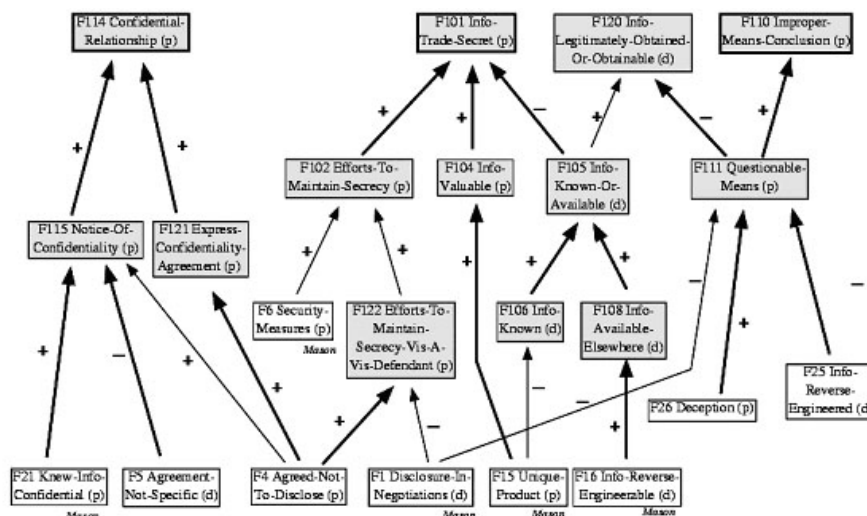 F114 Confidential-
Relationship (p)
F101 Info-
Trade-Secret (p)
F120 Info-
Legitimately-Obtained-
Or-Obtainable (d)
F110 Improper-
Means-Conclusion (p)
+
+
+
+
–
+
–
+
F102 Efforts-To-
Maintain-Secrecy (p)
F104 Info-
Valuable (p)
F105 Info-
Known-Or-
Available (d)
F111 Questionable-
Means (p)
F115 Notice-Of-
Confidentiality (p)
F121 Express-
Confidentiality-
Agreement (p)
+
+
+
+
+
–
–
F6 Security-
Measures (p)
Mason
F122 Efforts-To-
Maintain-
Secrecy-Vis-A-
Vis-Defendant (p)
F106 Info-
Known (d)
F108 Info-
Available-
Elsewhere (d)
+
–
+
+
+
–
–
–
+
+
F26 Deception (p)
F25 Info-
Reverse-
Engineered (d)
F21 Knew-Info-
Confidential (p)
Mason
F5 Agreement-
Not-Specific (d)
F4 Agreed-Not-
To-Disclose (p)
F1 Disclosure-In-
Negotiations (d)
Mason
F15 Unique-
Product (p)
Mason
F16 Info-Reverse-
Engineerable (d)
Mason